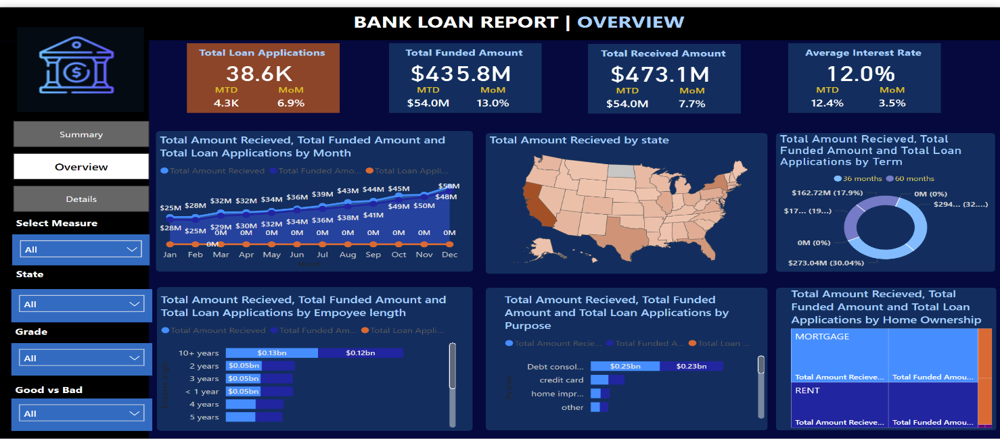 BANK LOAN REPORT | OVERVIEW
Total Loan Applications
38.6K
MTD MoM
4.3K 6.9%
Total Funded Amount
$435.8M
MTD MoM
$54.0M 13.0%
Total Received Amount
$473.1M
MTD MoM
$54.0M 7.7%
Average Interest Rate
12.0%
MTD MoM
12.4% 3.5%
Summary
Overview
Details
Select Measure
All
State
All
Grade
All
Good vs Bad
All
Total Amount Recieved, Total Funded Amount and
Total Loan Applications by Month
Total Amount Recieved Total Funded Amo... Total Loan Appli...
$25M $28M $32M $32M $34M $36M $39M $43M $44M $45M $50M $58M
$28M $25M $29M $30M $32M $34M $36M $38M $41M $49M $48M
0M 0M 0M 0M 0M 0M 0M 0M 0M 0M 0M
Jan Feb Mar Apr May Jun Jul Aug Sep Oct Nov Dec
Month
Total Amount Recieved by state
Total Amount Recieved, Total
Funded Amount and Total Loan
Applications by Term
36 months 60 months
$162.72M (17.9%)
0M (0%)
$294... (32....)
$17... (19...)
0M (0%)
$273.04M (30.04%)
Total Amount Recieved, Total Funded Amount and
Total Loan Applications by Empoyee length
Total Amount Recieved Total Funded Am... Total Loan Appli...
10+ years $0.13bn $0.12bn
2 years $0.05bn
3 years $0.05bn
< 1 year $0.05bn
4 years
5 years
Total Amount Recieved, Total Funded
Amount and Total Loan Applications by
Purpose
Total Amount Recie... Total Funded A... Total Loan ...
Debt consol... $0.25bn $0.23bn
credit card
home impr...
other
Total Amount Recieved, Total
Funded Amount and Total Loan
Applications by Home Ownership
MORTGAGE
Total Amount Recieve... Total Funded Amou...
RENT
Total Amount Recieve... Total Funded Amou...